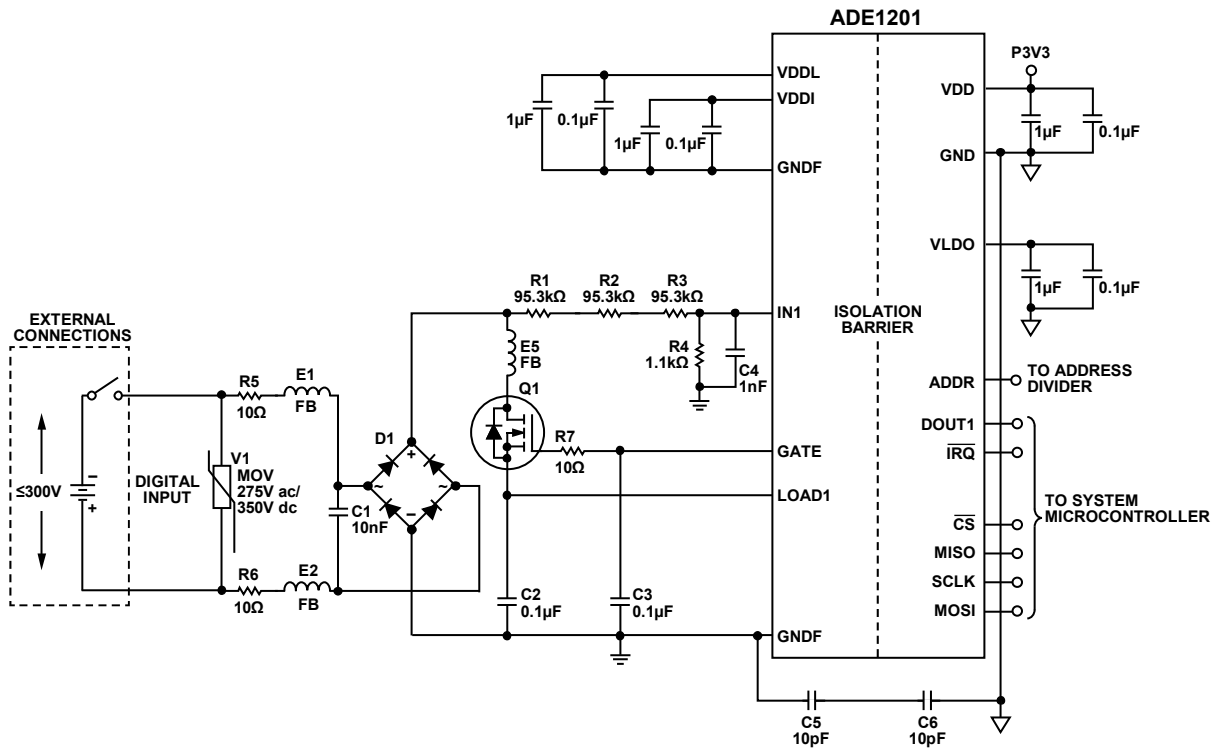 ADE1201
P3V3
VDDL
VDDI
GNDF
1µF
0.1µF
1µF
0.1µF
VDD
GND
1µF
0.1µF
VLDO
1µF
0.1µF
ISOLATION
BARRIER
R1
95.3kΩ
R2
95.3kΩ
R3
95.3kΩ
IN1
R4
1.1kΩ
C4
1nF
E5
FB
Q1
R7
10Ω
GATE
LOAD1
EXTERNAL
CONNECTIONS
≤300V
–
+
DIGITAL
INPUT
R5
10Ω
E1
FB
V1
MOV
275V ac/
350V dc
R6
10Ω
E2
FB
C1
10nF
D1
+
~
~
–
C2
0.1µF
C3
0.1µF
GNDF
C5
10pF
C6
10pF
ADDR
TO ADDRESS
DIVIDER
DOUT1
IRQ
CS
MISO
SCLK
MOSI
TO SYSTEM
MICROCONTROLLER